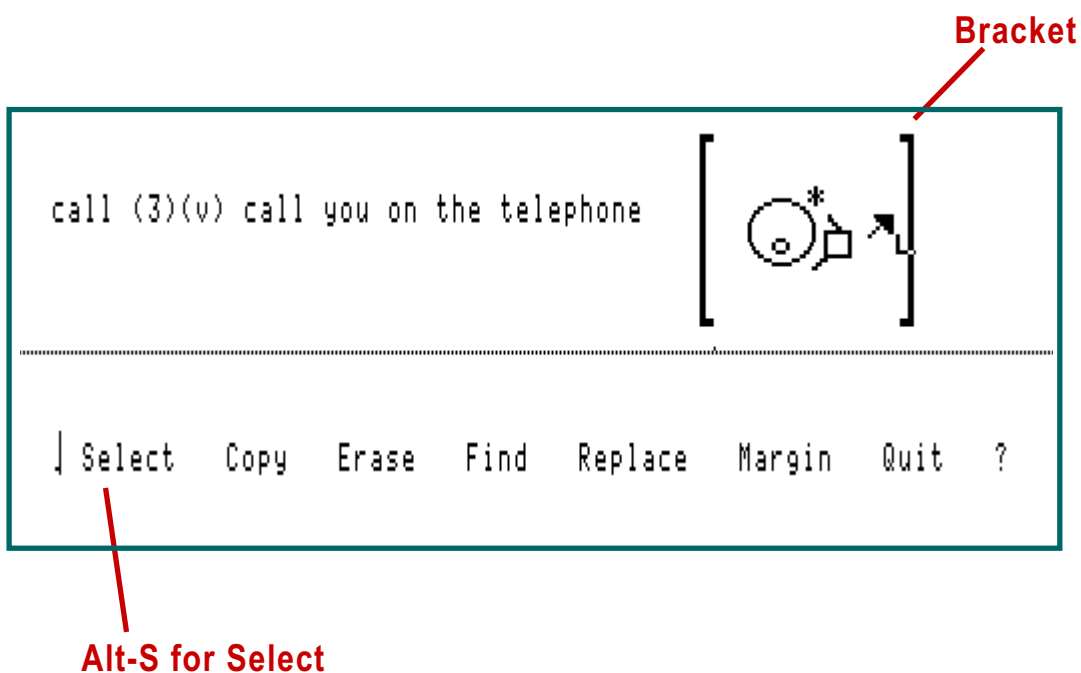 Bracket
call (3)(v) call you on the telephone
Select Copy Erase Find Replace Margin Quit ?
Alt-S for Select